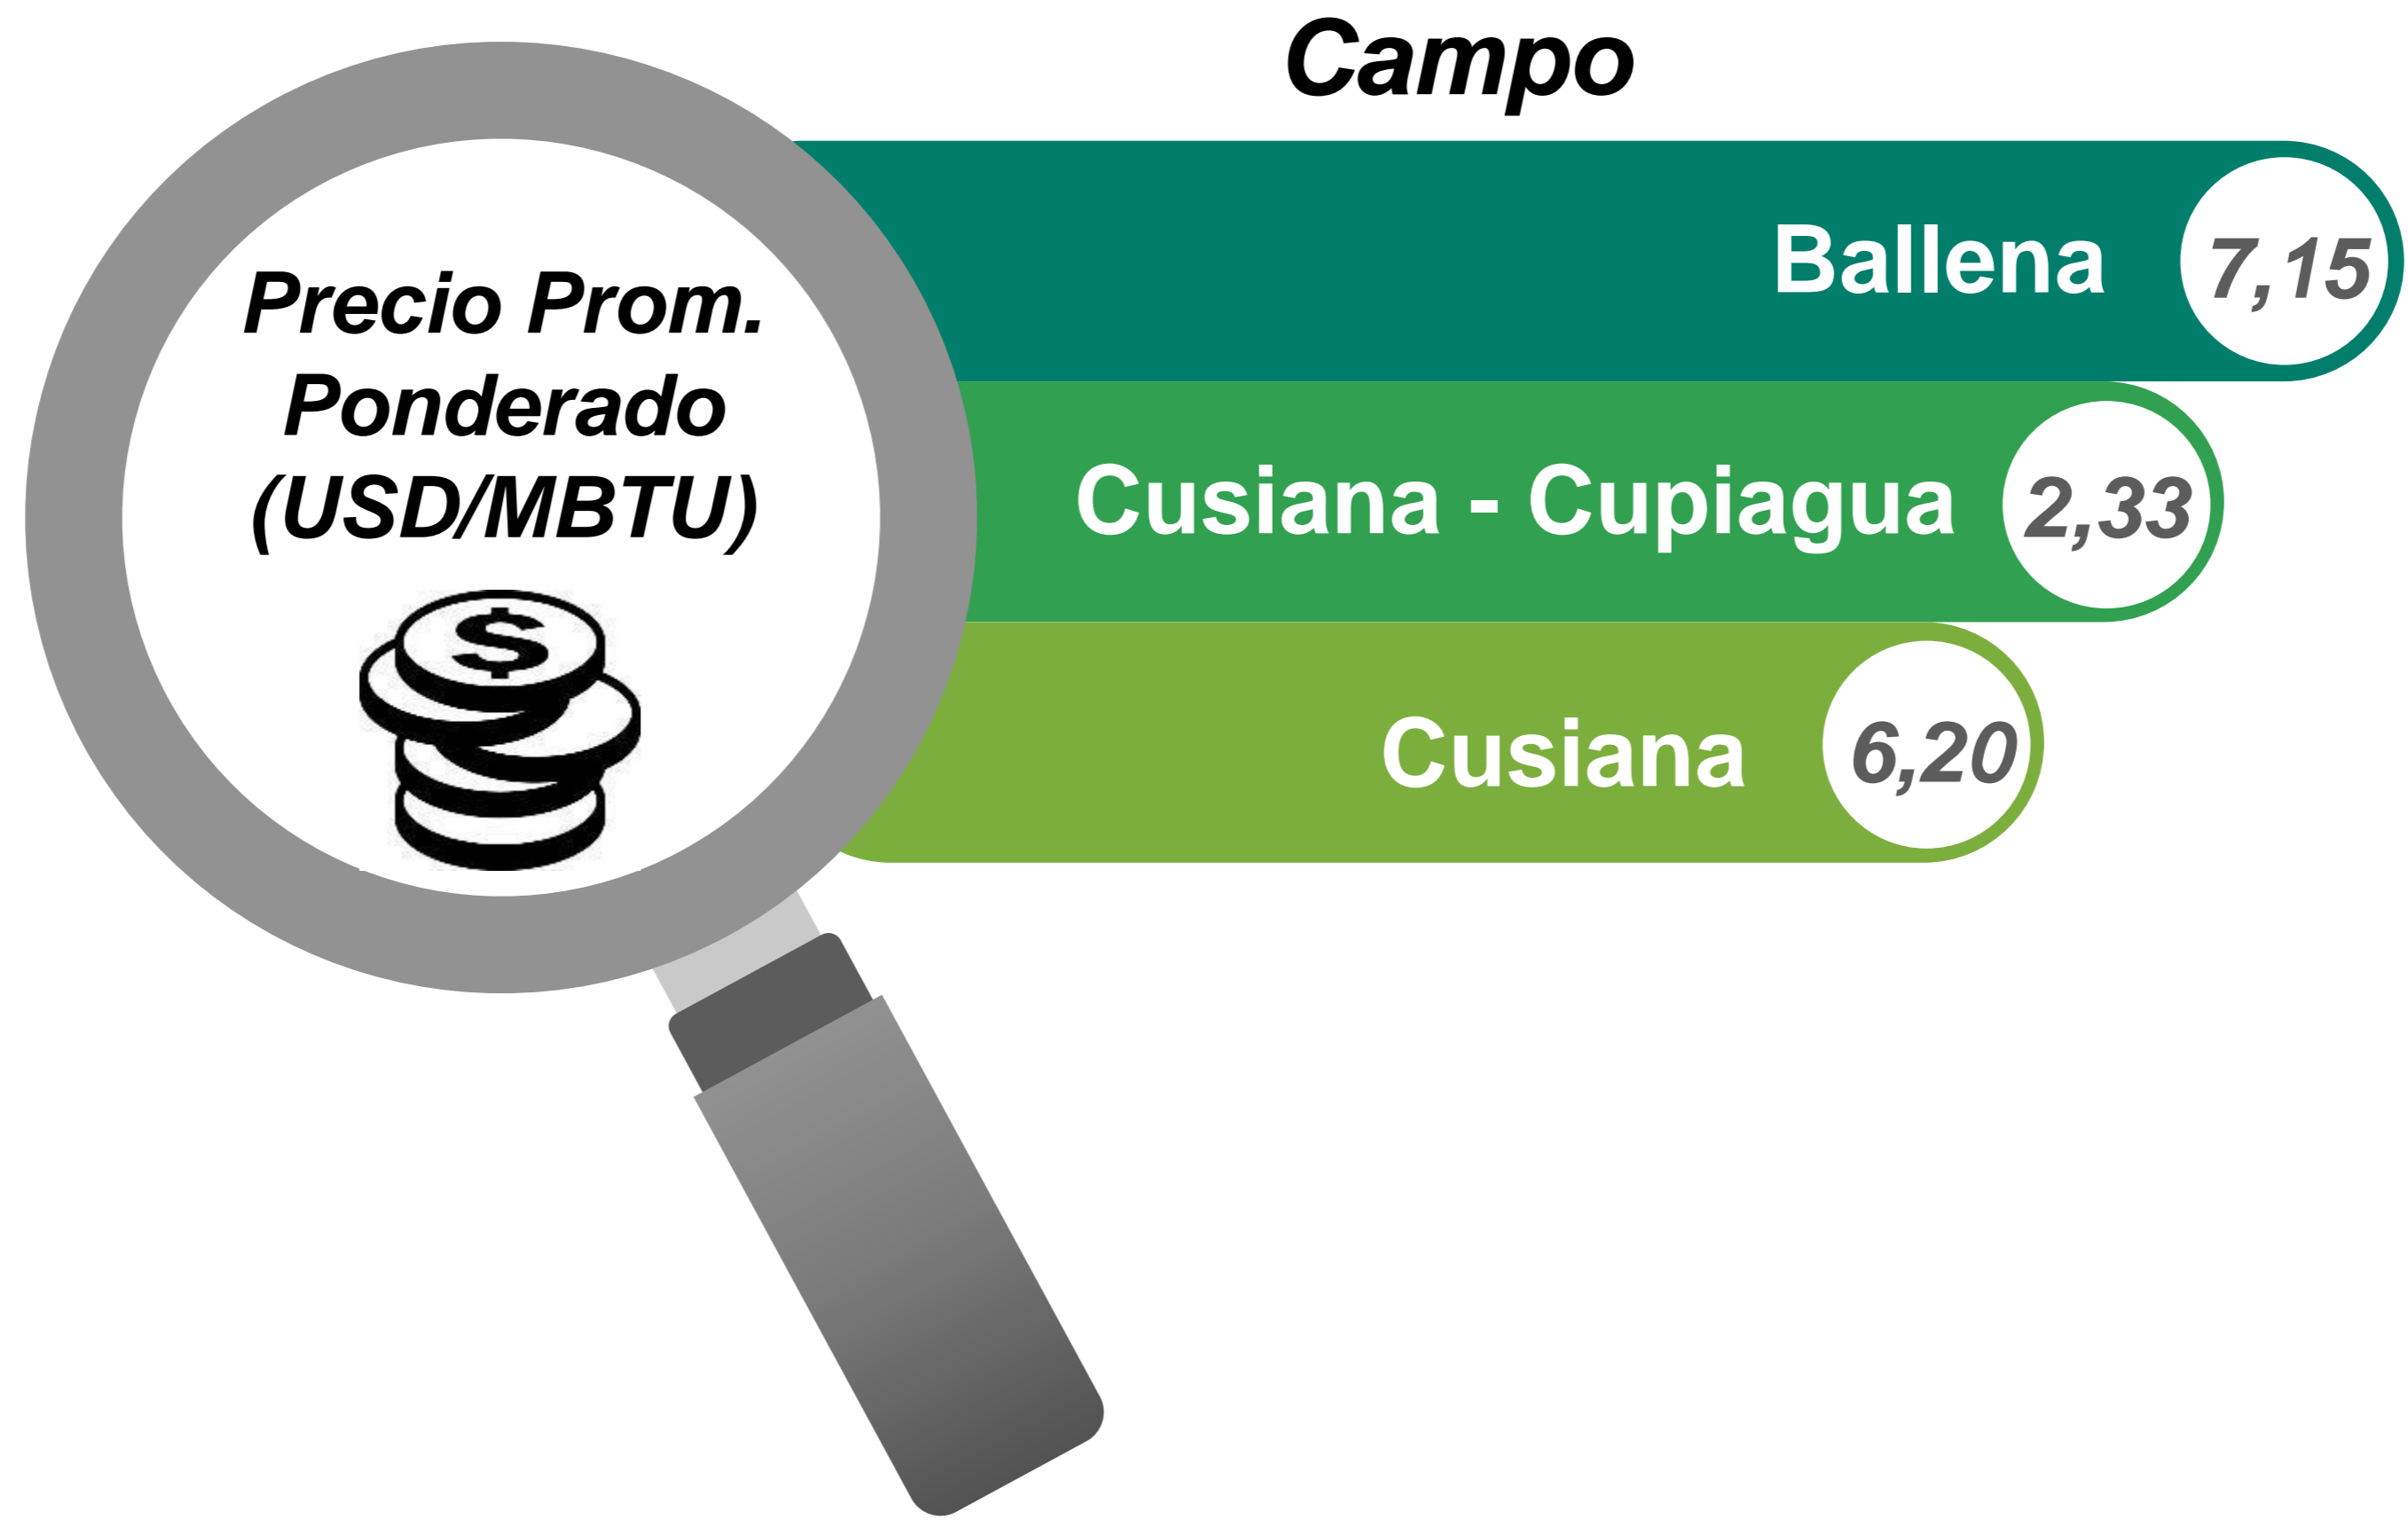 Campo
Precio Prom.
Ponderado
(USD/MBTU)
$
Ballena 7,15
Cusiana - Cupiagua 2,33
Cusiana 6,20